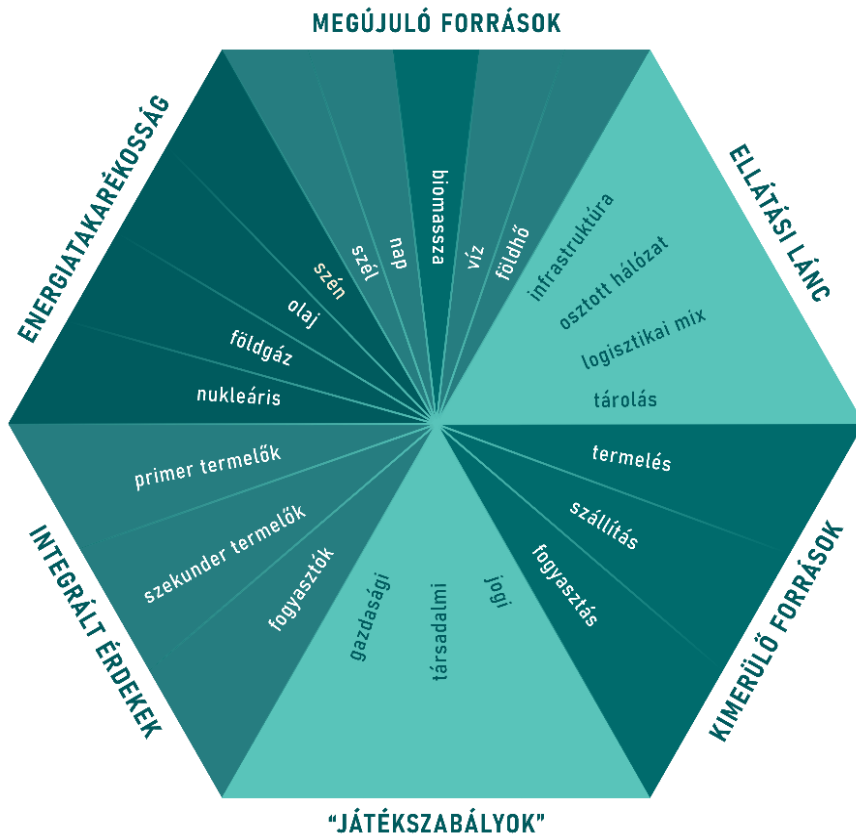 MEGÚJULÓ FORRÁSOK
szél
nap
biomassza
víz
földhő
ELLÁTÁSI LÁNC
infrastruktúra
osztott hálózat
logisztikai mix
tárolás
KIMERÜLŐ FORRÁSOK
termelés
szállítás
fogyasztás
"JÁTÉKSZABÁLYOK"
jogi
társadalmi
gazdasági
INTEGRÁLT ÉRDEKEK
fogyasztók
szekunder termelők
primer termelők
ENERGIATAKARÉKOSSÁG
nukleáris
földgáz
olaj
szén